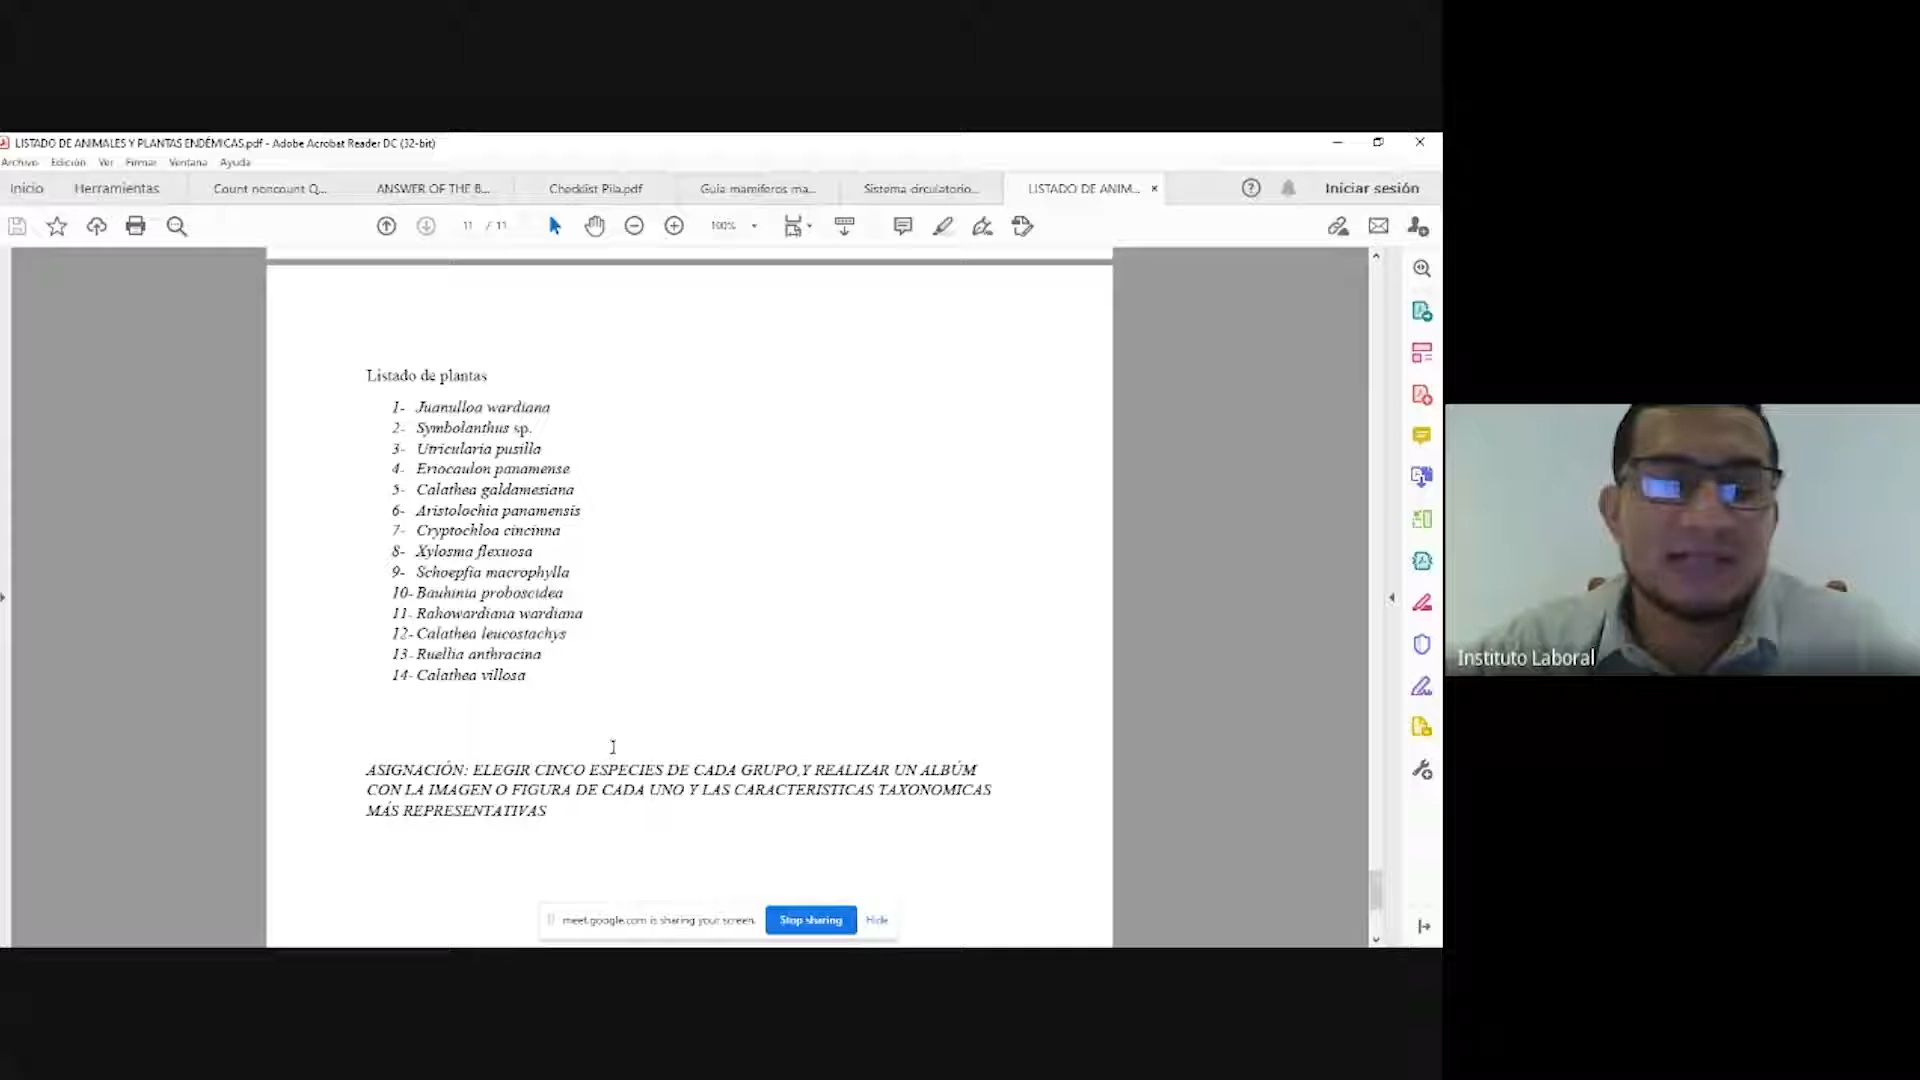 LISTADO DE ANIMALES Y PLANTAS ENDÉMICAS.pdf - Adobe Acrobat Reader DC (32-bit)
Archivo Edición Ver Firmar Ventana Ayuda
Inicio Herramientas Count noncount Q... ANSWER OF THE B... Checklist Pila.pdf Guia mamiferos ma... Sistema circulatorio... LISTADO DE ANIM... Iniciar sesión
11 / 11 100%
Listado de plantas
1- Juanulloa wardiana
2- Symbolanthus sp.
3- Utricularia pusilla
4- Eriocaulon panamense
5- Calathea galdamesiana
6- Aristolochia panamensis
7- Cryptochloa cincinna
8- Xylosma flexuosa
9- Schoepfia macrophylla
10- Bauhinia proboscidea
11- Rahowardiana wardiana
12- Calathea leucostachys
13- Ruellia anthracina
14- Calathea villosa
ASIGNACIÓN: ELEGIR CINCO ESPECIES DE CADA GRUPO,Y REALIZAR UN ALBÚM
CON LA IMAGEN O FIGURA DE CADA UNO Y LAS CARACTERISTICAS TAXONOMICAS
MÁS REPRESENTATIVAS
meet.google.com is sharing your screen. Stop sharing Hide
Instituto Laboral